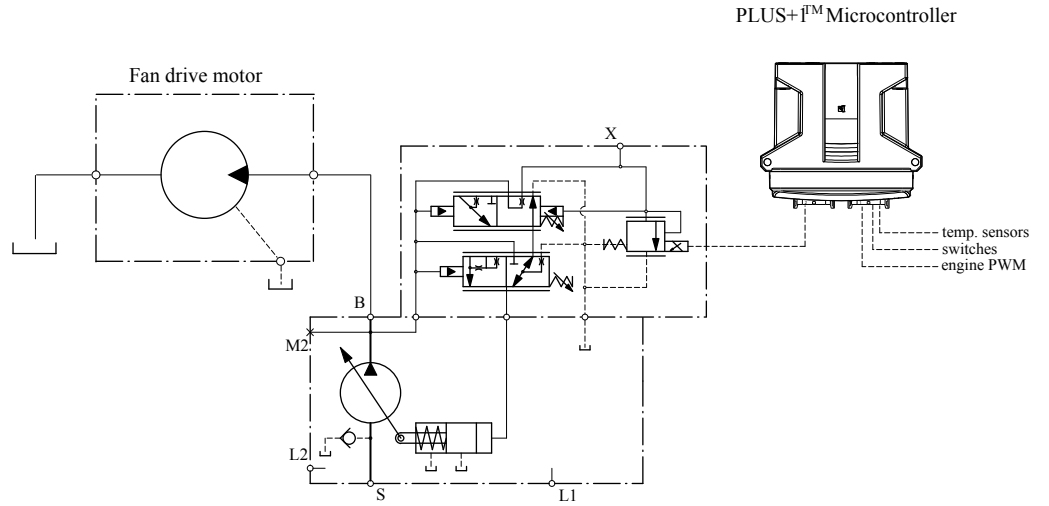 PLUS+1™ Microcontroller
Fan drive motor
X
temp. sensors
switches
engine PWM
B
M2
L2
S
L1